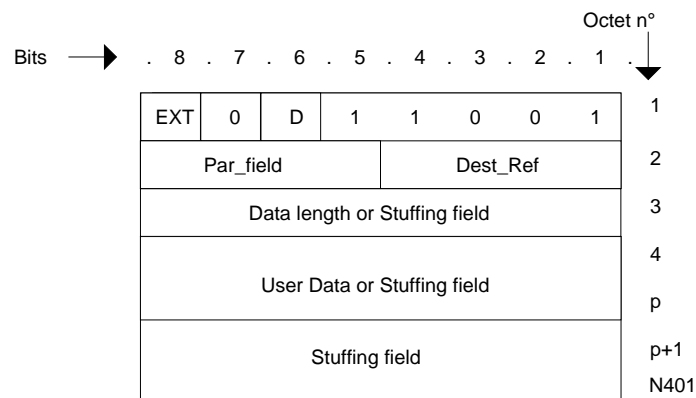 Octet n°
Bits . 8 . 7 . 6 . 5 . 4 . 3 . 2 . 1 .
EXT 0 D 1 1 0 0 1 1
Par_field Dest_Ref 2
Data length or Stuffing field 3
4
User Data or Stuffing field
p
Stuffing field p+1
N401